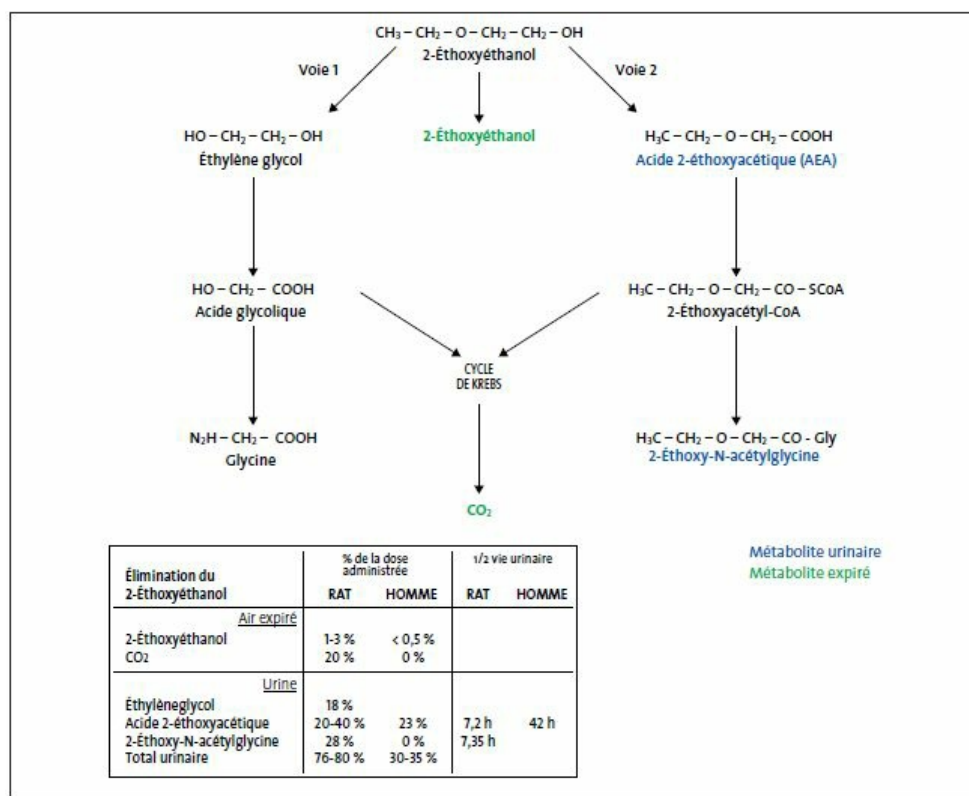 CH₃ – CH₂ – O – CH₂ – CH₂ – OH
2-Éthoxyéthanol
Voie 1
Voie 2
HO – CH₂ – CH₂ – OH
Éthylène glycol
2-Éthoxyéthanol
H₃C – CH₂ – O – CH₂ – COOH
Acide 2-éthoxyacétique (AEA)
HO – CH₂ – COOH
Acide glycolique
H₃C – CH₂ – O – CH₂ – CO – SCoA
2-Éthoxyacétyl-CoA
CYCLE
DE KREBS
N₂H – CH₂ – COOH
Glycine
H₃C – CH₂ – O – CH₂ – CO - Gly
2-Éthoxy-N-acétylglycine
CO₂
Métabolite urinaire
Métabolite expiré
Élimination du
2-Éthoxyéthanol
% de la dose
administrée
1/2 vie urinaire
RAT HOMME RAT HOMME
Air expiré
2-Éthoxyéthanol 1-3 % < 0,5 %
CO₂ 20 % 0 %
Urine
Éthylèneglycol 18 %
Acide 2-éthoxyacétique 20-40 % 23 % 7,2 h 42 h
2-Éthoxy-N-acétylglycine 28 % 0 % 7,35 h
Total urinaire 76-80 % 30-35 %